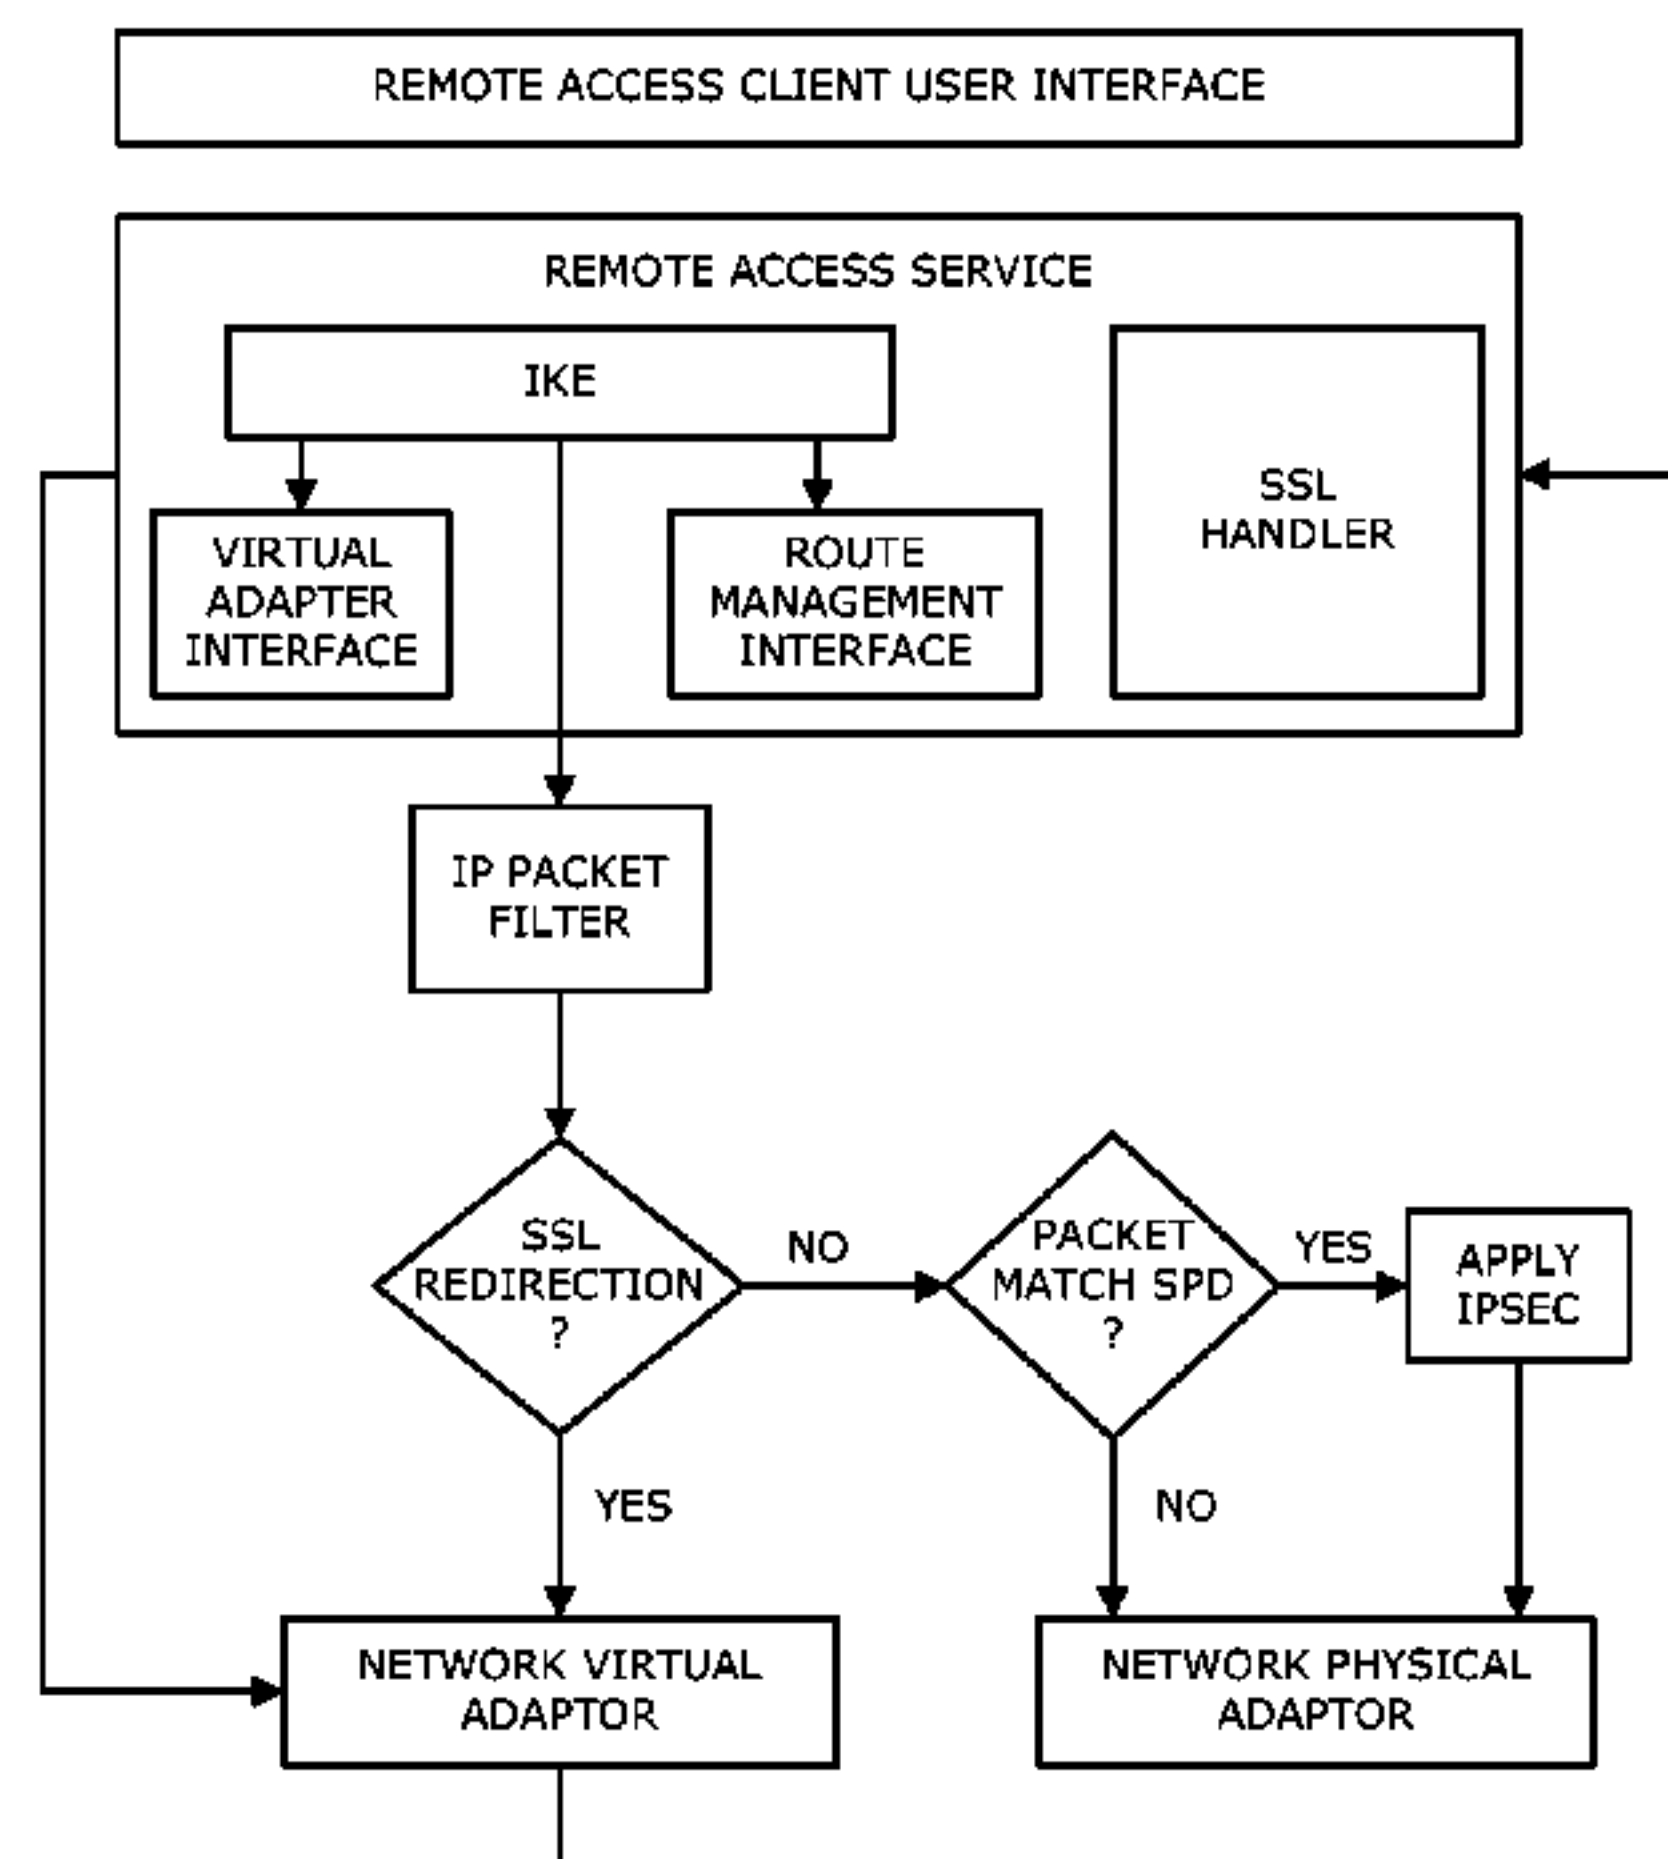 REMOTE ACCESS CLIENT USER INTERFACE
REMOTE ACCESS SERVICE
IKE
VIRTUAL
ADAPTER
INTERFACE
ROUTE
MANAGEMENT
INTERFACE
SSL
HANDLER
IP PACKET
FILTER
SSL
REDIRECTION
?
NO
PACKET
MATCH SPD
?
YES
APPLY
IPSEC
YES
NO
NETWORK VIRTUAL
ADAPTOR
NETWORK PHYSICAL
ADAPTOR